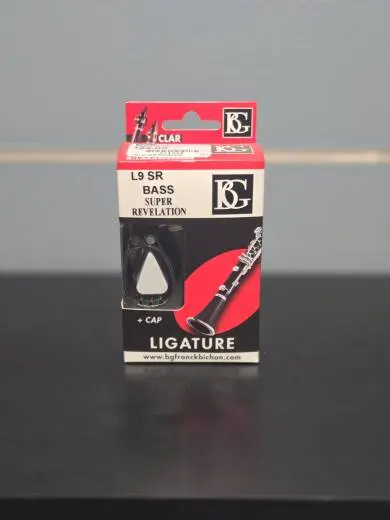 CLAR
BG
L9 SR
BASS
SUPER
REVELATION
BG
+ CAP
LIGATURE
www.bgfranckbichon.com